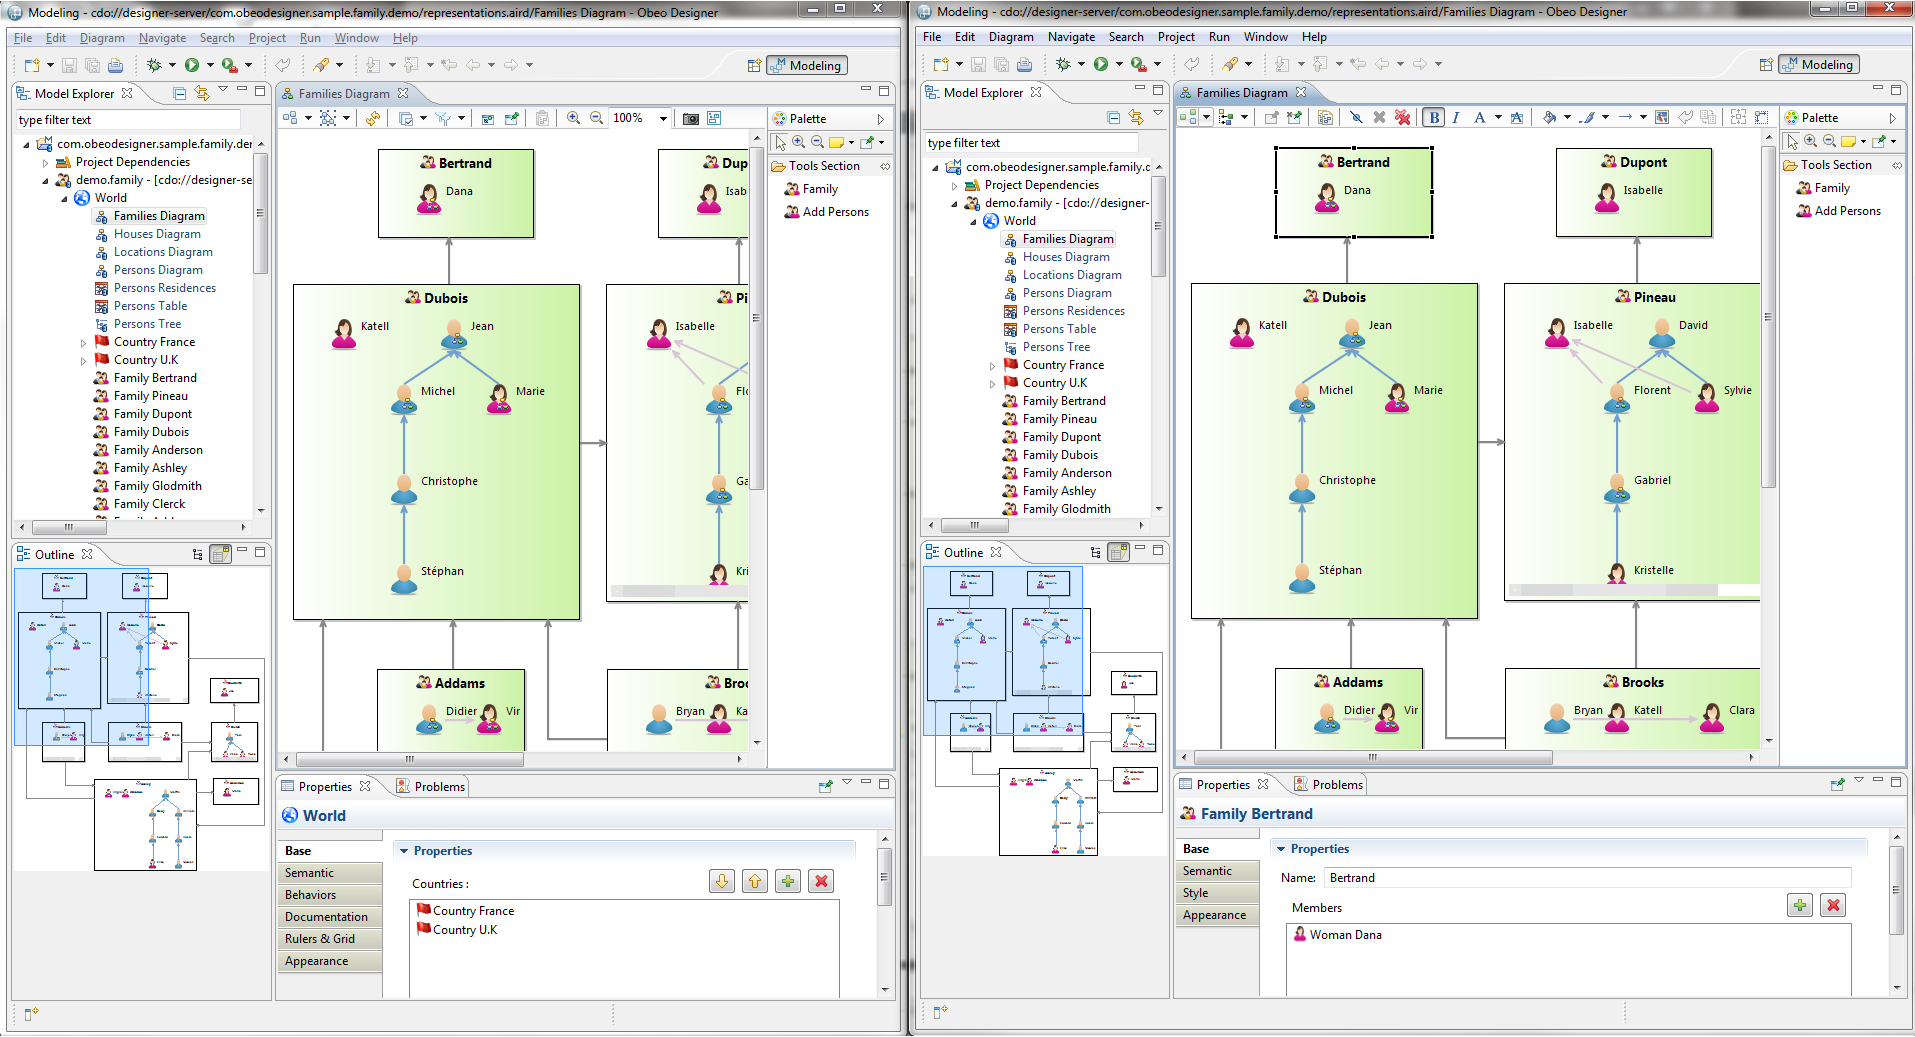 Modeling - cdo://designer-server/com.obeodesigner.sample.family.demo/representations.aird/Families Diagram - Obeo Designer
File Edit Diagram Navigate Search Project Run Window Help
Modeling
Model Explorer
type filter text
com.obeodesigner.sample.family.der
Project Dependencies
demo.family - [cdo://designer-se
World
Families Diagram
Houses Diagram
Locations Diagram
Persons Diagram
Persons Residences
Persons Table
Persons Tree
Country France
Country U.K
Family Bertrand
Family Pineau
Family Dupont
Family Dubois
Family Anderson
Family Ashley
Family Glodmith
Family Clerck
Outline
Families Diagram
100%
Bertrand
Dana
Dup
Isab
Dubois
Katell
Jean
Michel
Marie
Christophe
Stéphan
Pi
Isabelle
Flo
Ga
Kri
Addams
Didier
Vir
Broo
Bryan
Ka
Palette
Tools Section
Family
Add Persons
Properties
Problems
World
Base
Semantic
Behaviors
Documentation
Rulers & Grid
Appearance
Properties
Countries :
Country France
Country U.K
Modeling - cdo://designer-server/com.obeodesigner.sample.family.demo/representations.aird/Families Diagram - Obeo Designer
File Edit Diagram Navigate Search Project Run Window Help
Modeling
Model Explorer
type filter text
com.obeodesigner.sample.family.c
Project Dependencies
demo.family - [cdo://designer-
World
Families Diagram
Houses Diagram
Locations Diagram
Persons Diagram
Persons Residences
Persons Table
Persons Tree
Country France
Country U.K
Family Bertrand
Family Pineau
Family Dupont
Family Dubois
Family Anderson
Family Ashley
Family Glodmith
Outline
Families Diagram
B I A A
Bertrand
Dana
Dupont
Isabelle
Dubois
Katell
Jean
Michel
Marie
Christophe
Stéphan
Pineau
Isabelle
David
Florent
Sylvie
Gabriel
Kristelle
Addams
Didier
Vir
Brooks
Bryan
Katell
Clara
Palette
Tools Section
Family
Add Persons
Properties
Problems
Family Bertrand
Base
Semantic
Style
Appearance
Properties
Name: Bertrand
Members
Woman Dana